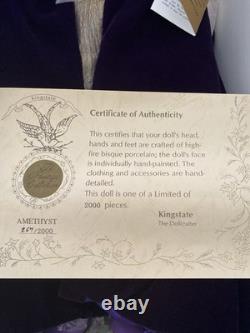 Kingstate
Certificate of Authenticity
This certifies that your doll's head,
hands and feet are crafted of high-
fire bisque porcelain; the doll's face
is individually hand-painted. The
clothing and accessories are hand-
detailed.
This doll is one of a Limited of
2000 pieces.
AMETHYST
/2000
Kingstate
The Dollcrafter